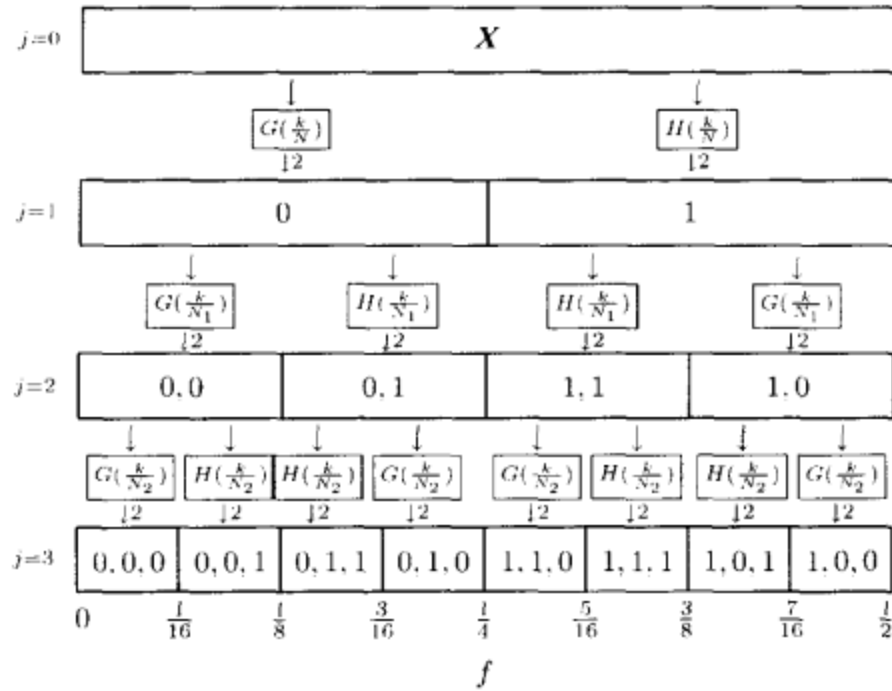 j=0 X
G(k/N) H(k/N)
↓2 ↓2
j=1 0 1
G(k/N₁) H(k/N₁) H(k/N₁) G(k/N₁)
↓2 ↓2 ↓2 ↓2
j=2 0,0 0,1 1,1 1,0
G(k/N₂) H(k/N₂) H(k/N₂) G(k/N₂) G(k/N₂) H(k/N₂) H(k/N₂) G(k/N₂)
↓2 ↓2 ↓2 ↓2 ↓2 ↓2 ↓2 ↓2
j=3 0,0,0 0,0,1 0,1,1 0,1,0 1,1,0 1,1,1 1,0,1 1,0,0
0 1/16 1/8 3/16 1/4 5/16 3/8 7/16 1/2
f